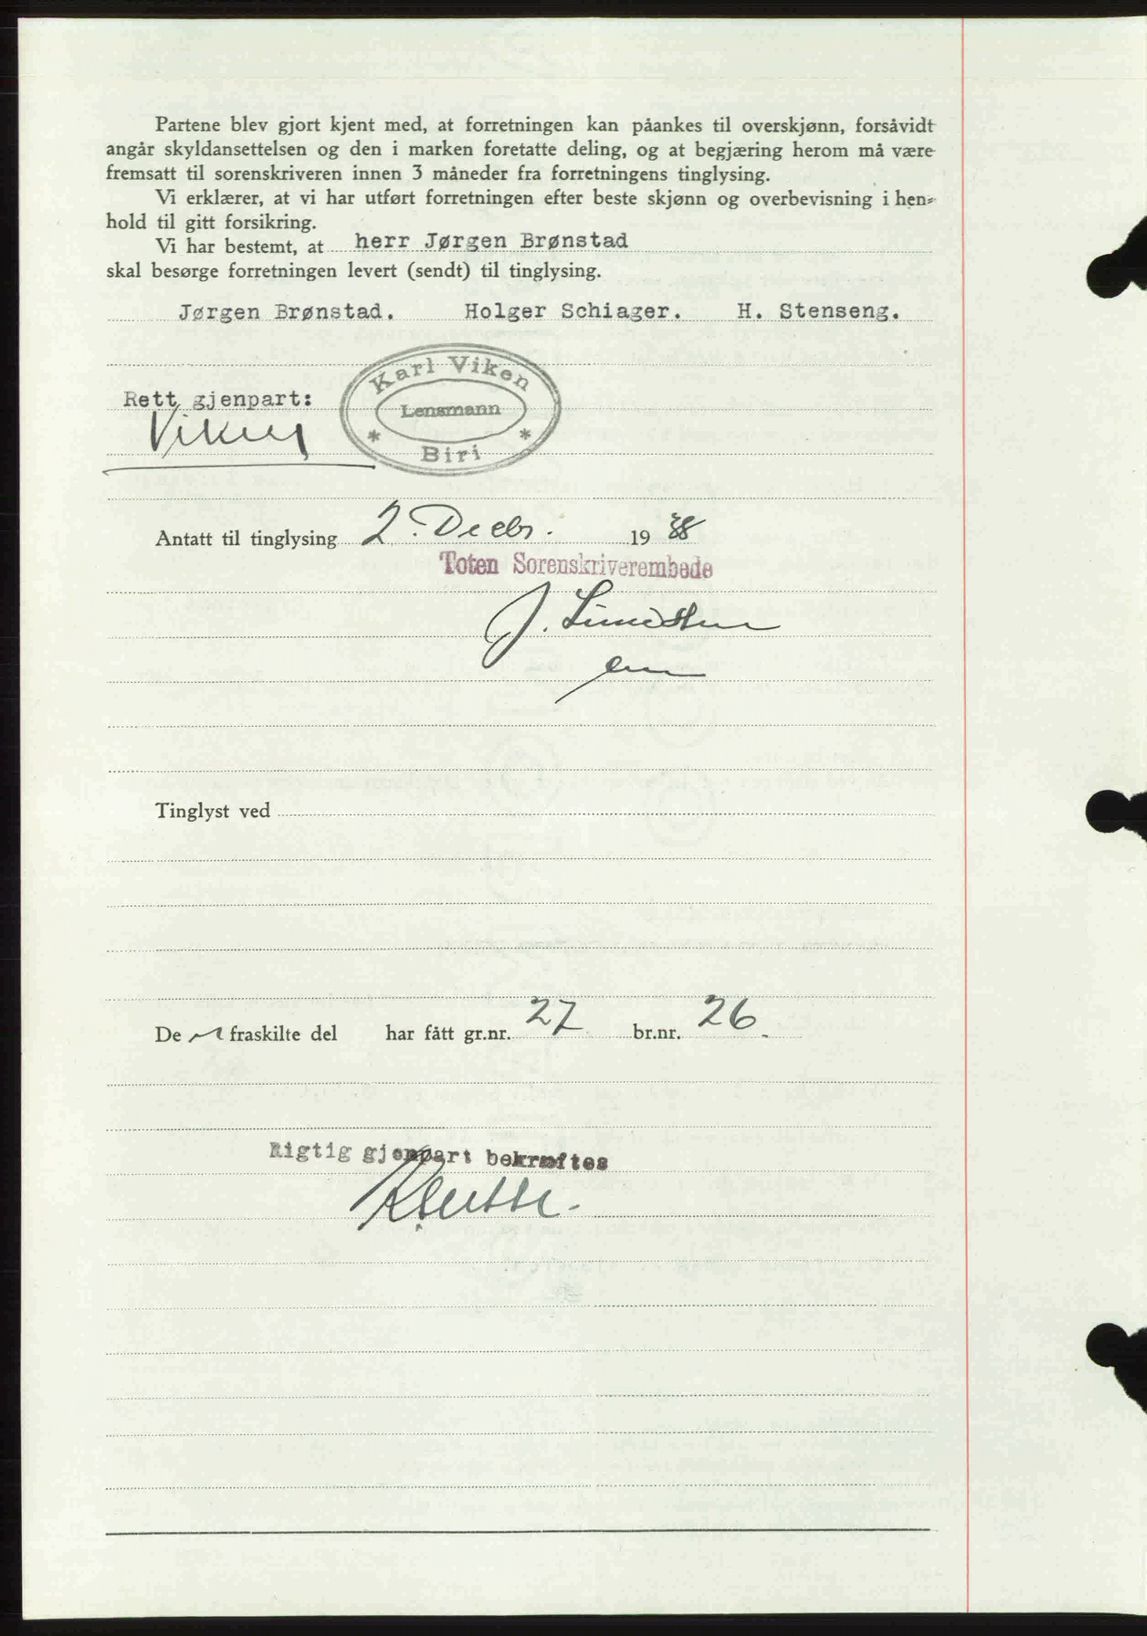 Partene blev gjort kjent med, at forretningen kan påankes til overskjønn, forsåvidt
angår skyldansettelsen og den i marken foretatte deling, og at begjæring herom må være
fremsatt til sorenskriveren innen 3 måneder fra forretningens tinglysing.
Vi erklærer, at vi har utført forretningen efter beste skjønn og overbevisning i hen-
hold til gitt forsikring.
Vi har bestemt, at herr Jørgen Brønstad
skal besørge forretningen levert (sendt) til tinglysing.
Jørgen Brønstad. Holger Schiager. H. Stenseng.
Karl Viken
Lensmann
* Biri *
Rett gjenpart:
Viken
Antatt til tinglysing 2. Decbr. 1938
Toten Sorenskriverembede
J.
Tinglyst ved
De fraskilte del har fått gr.nr. 27 br.nr. 26.
Rigtig gjenpart bekræftes